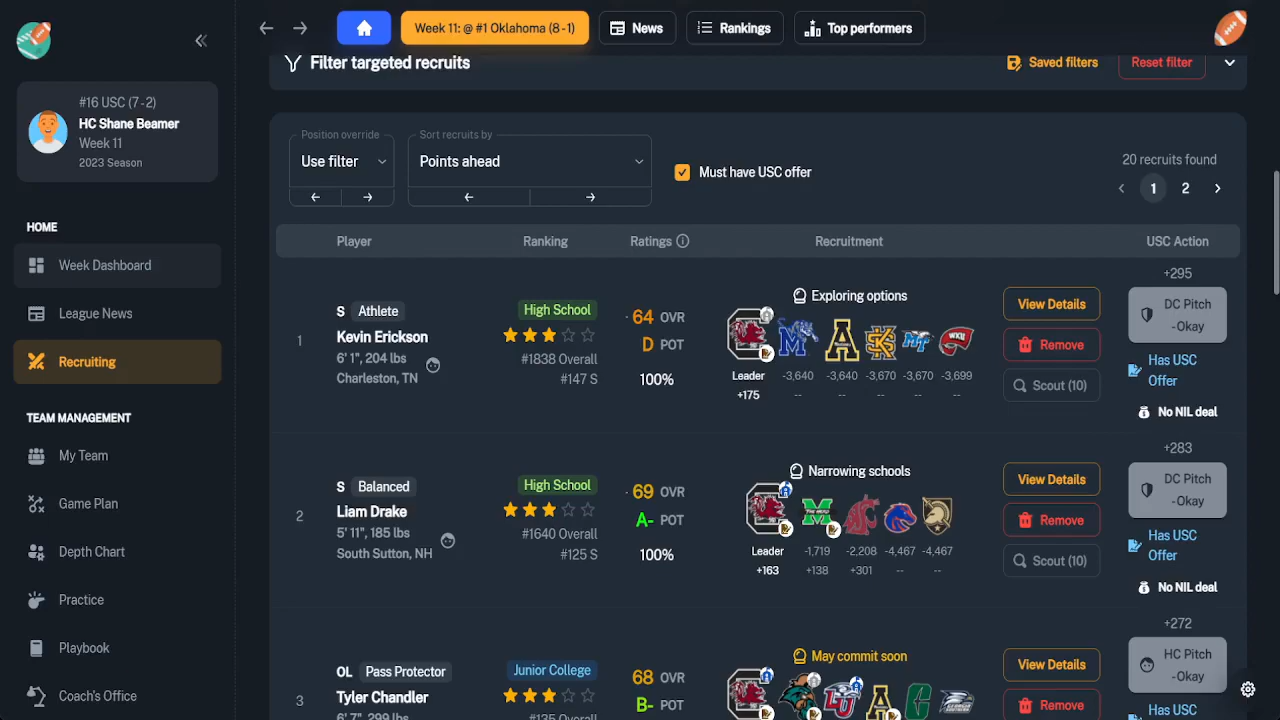 Week 11: @ #1 Oklahoma (8-1)
News
Rankings
Top performers
#16 USC (7-2)
HC Shane Beamer
Week 11
2023 Season
HOME
Week Dashboard
League News
Recruiting
TEAM MANAGEMENT
My Team
Game Plan
Depth Chart
Practice
Playbook
Coach's Office
Filter targeted recruits
Saved filters
Reset filter
Position override
Use filter
Sort recruits by
Points ahead
Must have USC offer
20 recruits found
1 2
Player Ranking Ratings Recruitment USC Action
1
S Athlete
Kevin Erickson
6' 1", 204 lbs
Charleston, TN
High School
#1838 Overall
#147 S
64 OVR
D POT
100%
Exploring options
Leader -3,640 -3,640 -3,670 -3,670 -3,699
+175 -- -- -- -- --
View Details
Remove
Scout (10)
+295
DC Pitch
-Okay
Has USC
Offer
No NIL deal
2
S Balanced
Liam Drake
5' 11", 185 lbs
South Sutton, NH
High School
#1640 Overall
#125 S
69 OVR
A- POT
100%
Narrowing schools
Leader -1,719 -2,208 -4,467 -4,467
+163 +138 +301 -- --
View Details
Remove
Scout (10)
+283
DC Pitch
-Okay
Has USC
Offer
No NIL deal
3
OL Pass Protector
Tyler Chandler
6' 7", 299 lbs
Junior College
#135 Overall
68 OVR
B- POT
May commit soon
View Details
Remove
+272
HC Pitch
-Okay
Has USC